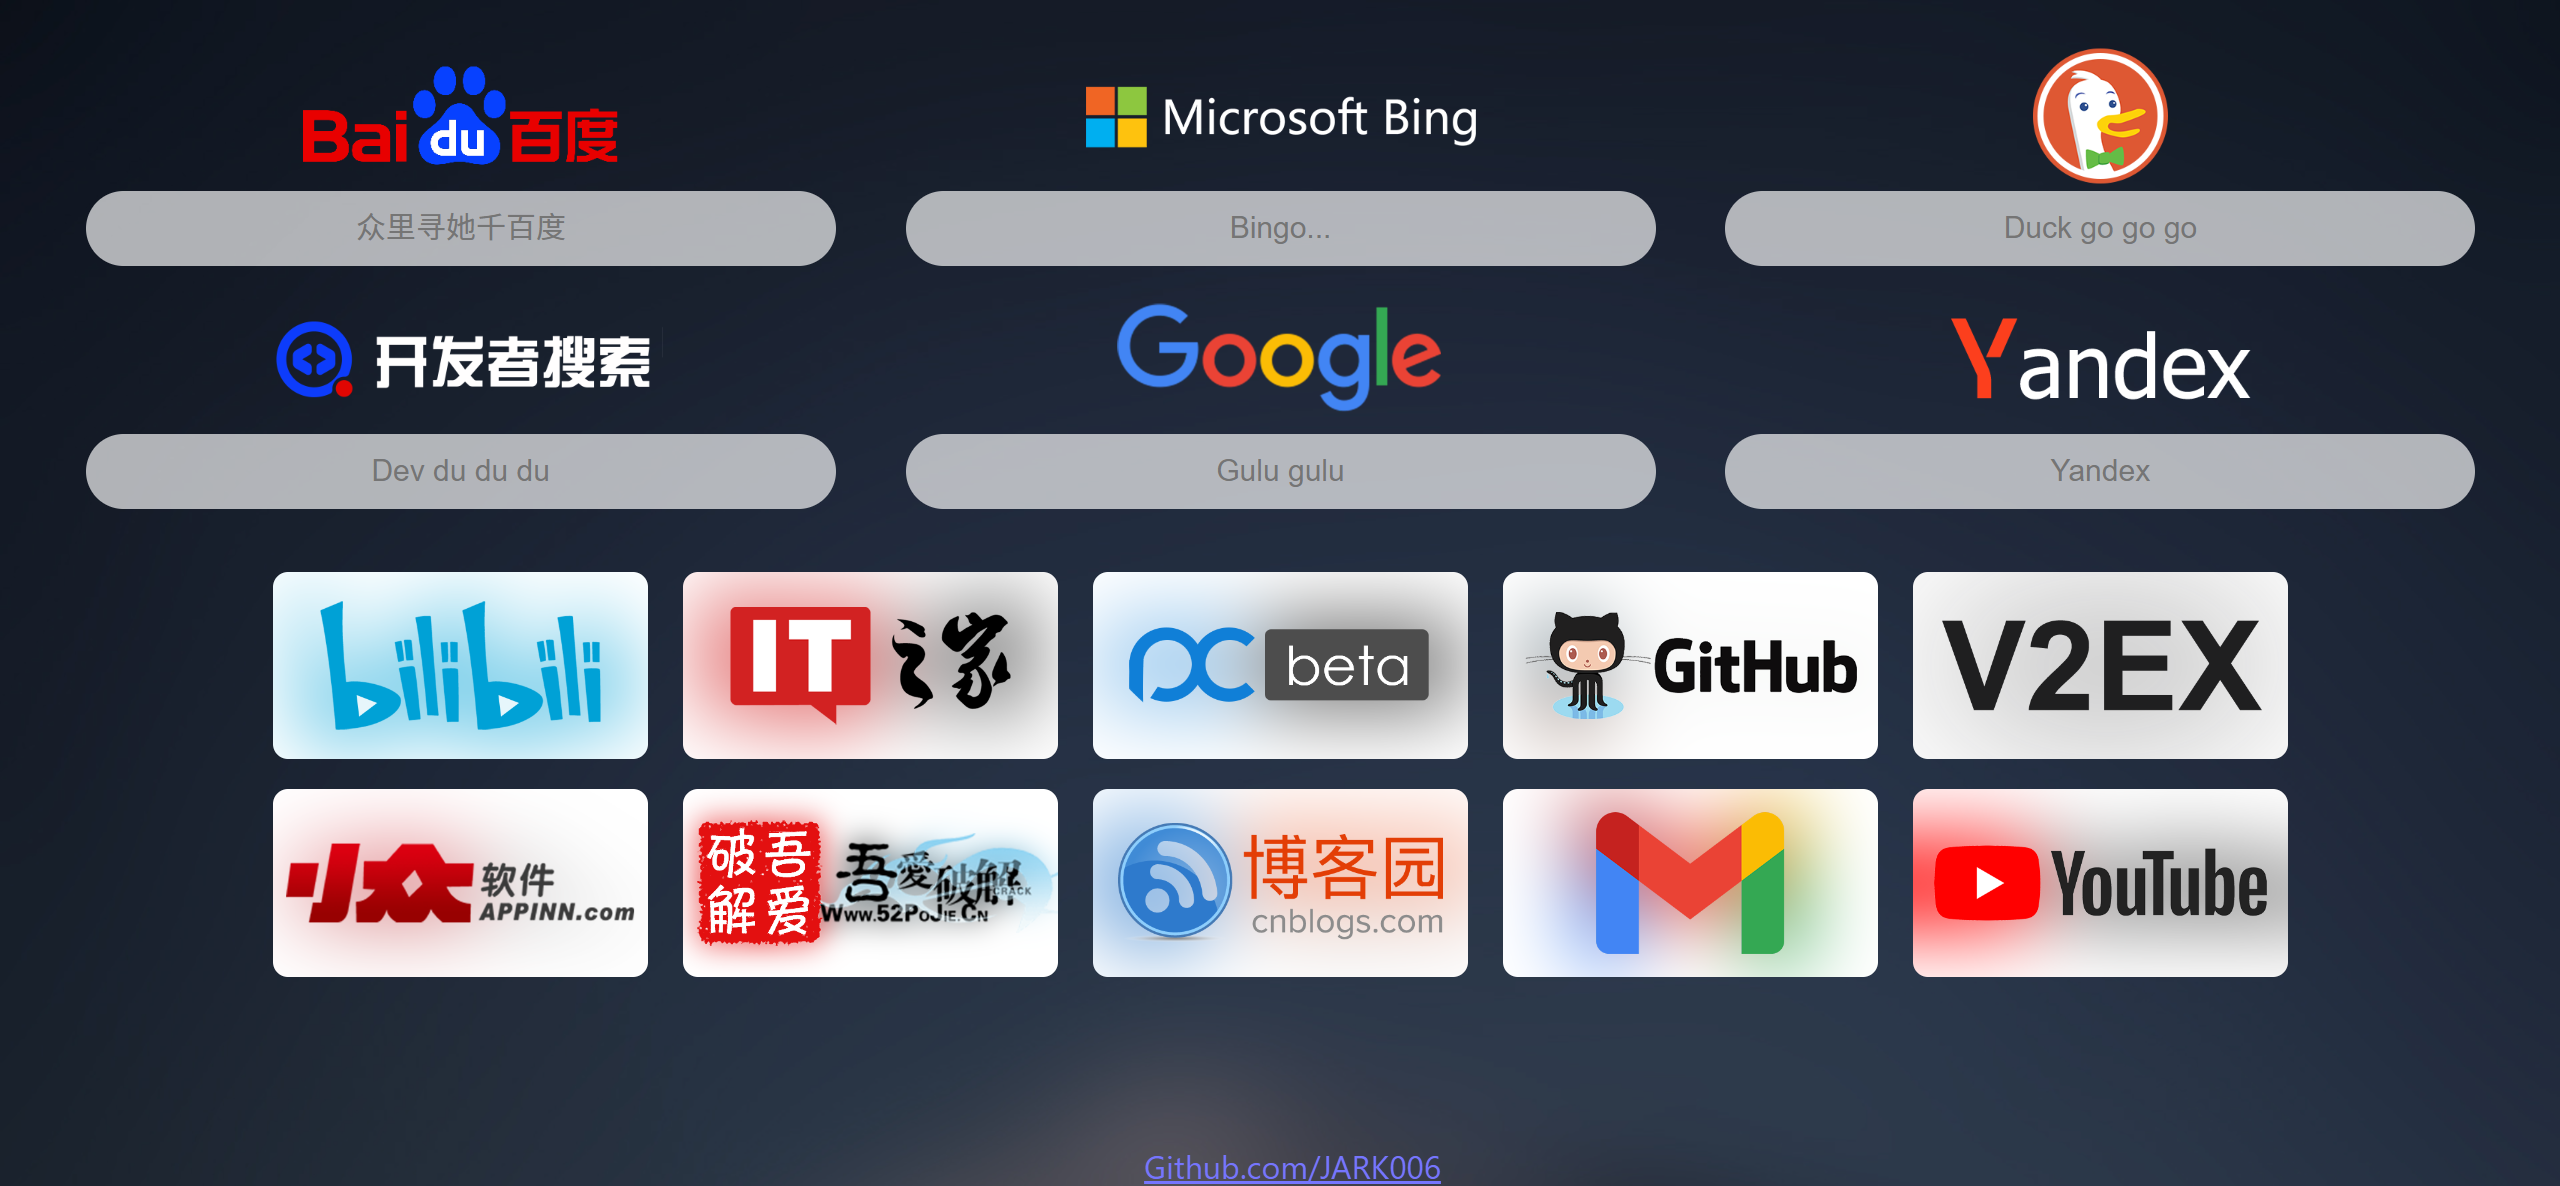 Bai du 百度
Microsoft Bing
众里寻她千百度
Bingo...
Duck go go go
开发者搜索
Google
Yandex
Dev du du du
Gulu gulu
Yandex
bilibili
IT之家
pc beta
GitHub
V2EX
小众软件
APPINN.com
破吾
解爱
吾愛破解
CRACK
Www.52PoJie.Cn
博客园
cnblogs.com
M
YouTube
Github.com/JARK006